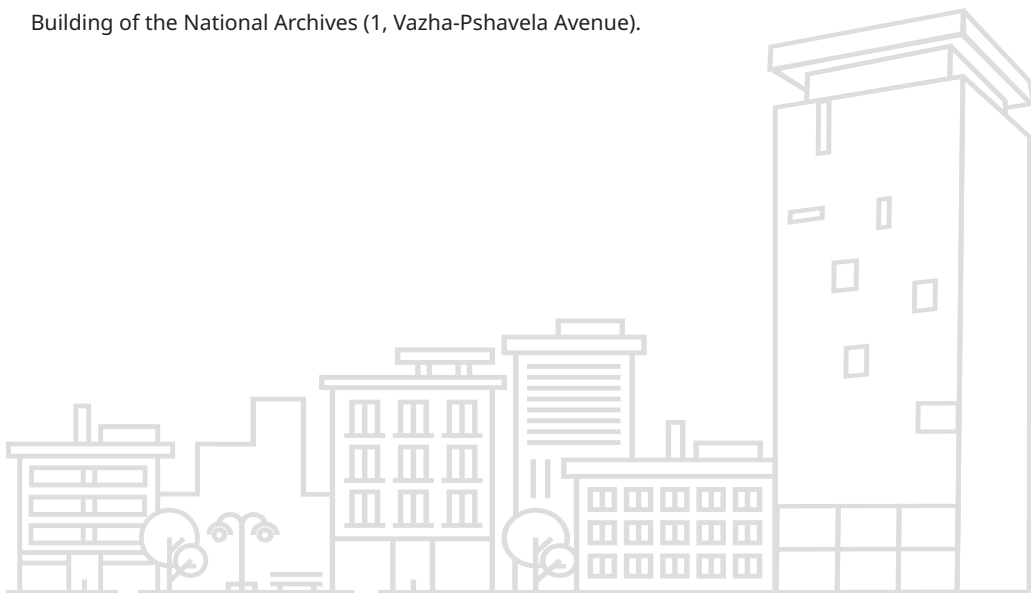 Building of the National Archives (1, Vazha-Pshavela Avenue).